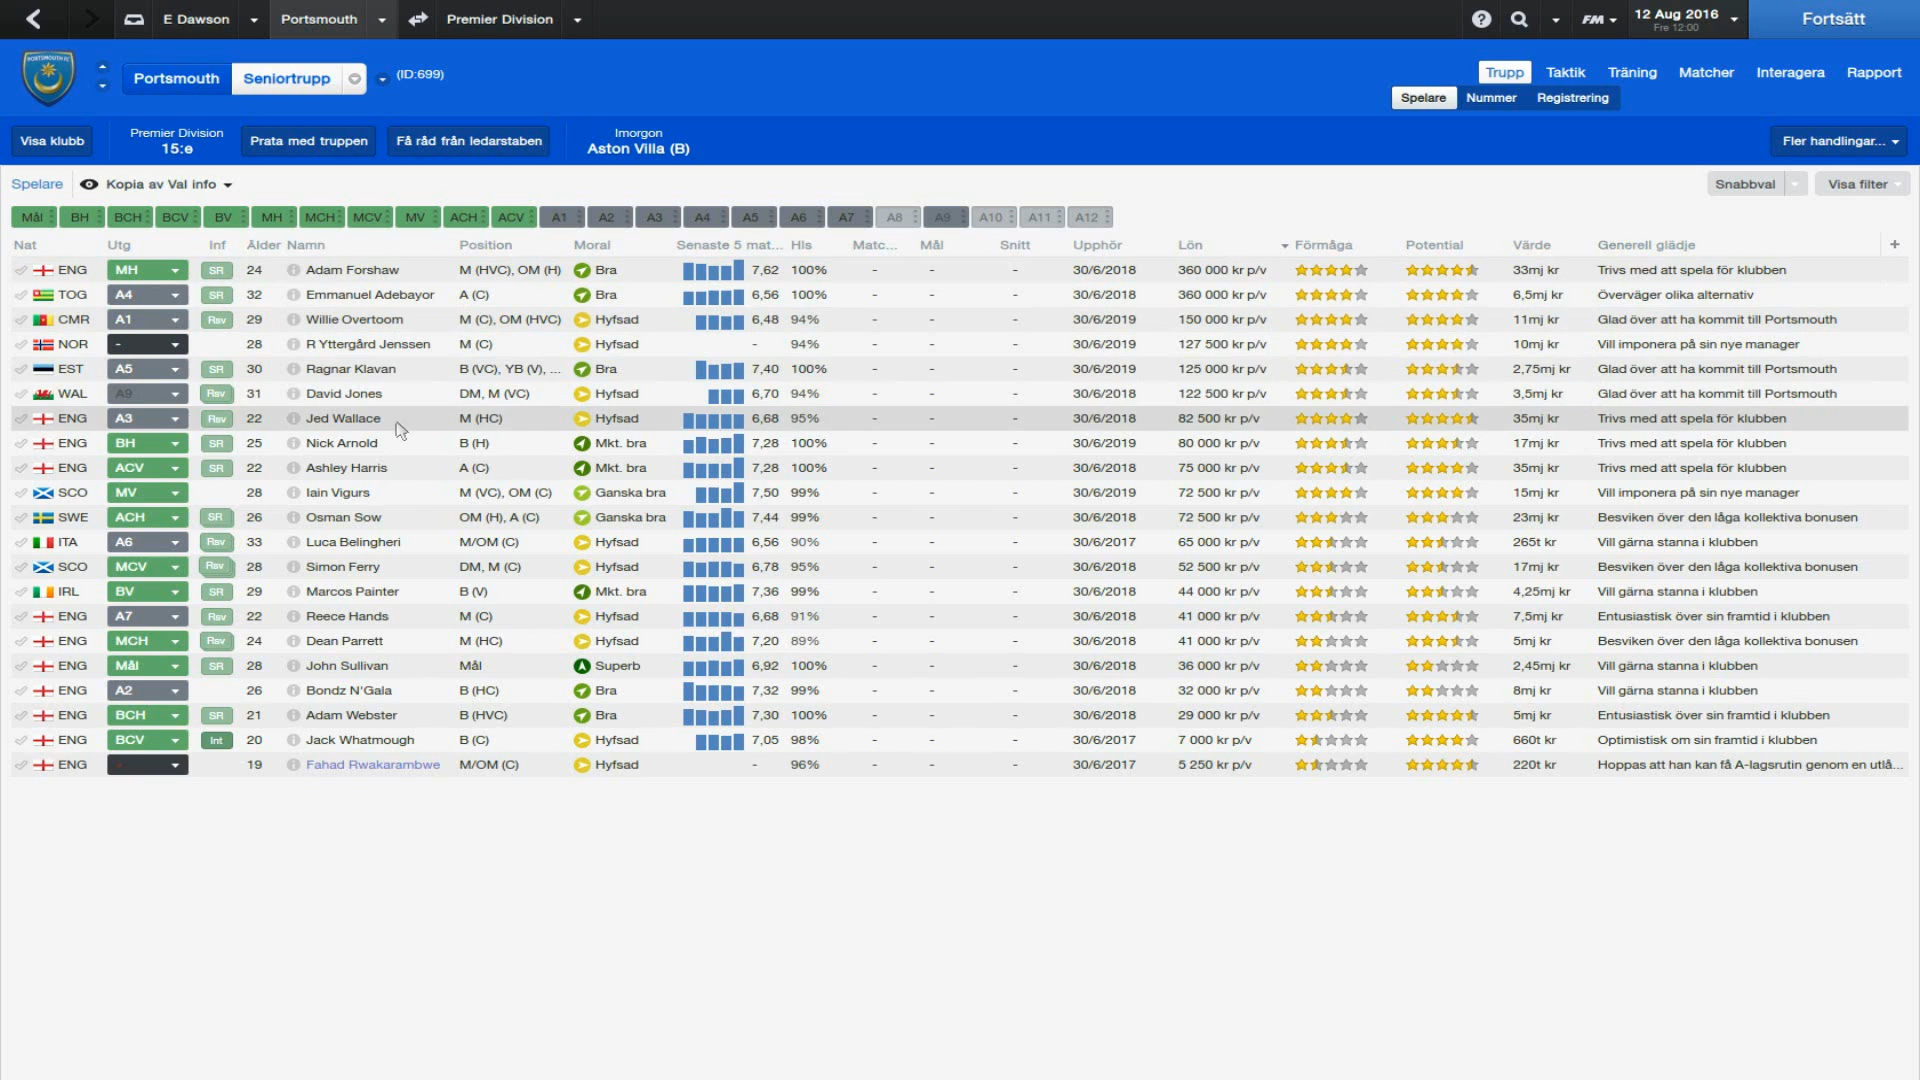 E Dawson Portsmouth Premier Division FM 12 Aug 2016 Fortsätt
Fre 12:00
Portsmouth Seniortrupp (ID:699) Trupp Taktik Träning Matcher Interagera Rapport
Spelare Nummer Registrering
Visa klubb Premier Division 15:e Prata med truppen Få råd från ledarstaben Imorgon Aston Villa (B) Fler handlingar...
Spelare Kopia av Val info Snabbval Visa filter
Mål BH BCH BCV BV MH MCH MCV MV ACH ACV A1 A2 A3 A4 A5 A6 A7 A8 A9 A10 A11 A12
Nat Utg Inf Ålder Namn Position Moral Senaste 5 mat... Hls Matc... Mål Snitt Upphör Lön Förmåga Potential Värde Generell glädje +
ENG MH SR 24 Adam Forshaw M (HVC), OM (H) Bra 7,62 100% - - - 30/6/2018 360 000 kr p/v 33mj kr Trivs med att spela för klubben
TOG A4 SR 32 Emmanuel Adebayor A (C) Bra 6,56 100% - - - 30/6/2018 360 000 kr p/v 6,5mj kr Överväger olika alternativ
CMR A1 Rsv 29 Willie Overtoom M (C), OM (HVC) Hyfsad 6,48 94% - - - 30/6/2019 150 000 kr p/v 11mj kr Glad över att ha kommit till Portsmouth
NOR - 28 R Yttergård Jenssen M (C) Hyfsad - 94% - - - 30/6/2019 127 500 kr p/v 10mj kr Vill imponera på sin nye manager
EST A5 SR 30 Ragnar Klavan B (VC), YB (V), ... Bra 7,40 100% - - - 30/6/2019 125 000 kr p/v 2,75mj kr Glad över att ha kommit till Portsmouth
WAL A9 Rsv 31 David Jones DM, M (VC) Hyfsad 6,70 94% - - - 30/6/2018 122 500 kr p/v 3,5mj kr Glad över att ha kommit till Portsmouth
ENG A3 Rsv 22 Jed Wallace M (HC) Hyfsad 6,68 95% - - - 30/6/2018 82 500 kr p/v 35mj kr Trivs med att spela för klubben
ENG BH SR 25 Nick Arnold B (H) Mkt. bra 7,28 100% - - - 30/6/2019 80 000 kr p/v 17mj kr Trivs med att spela för klubben
ENG ACV SR 22 Ashley Harris A (C) Mkt. bra 7,28 100% - - - 30/6/2018 75 000 kr p/v 35mj kr Trivs med att spela för klubben
SCO MV 28 Iain Vigurs M (VC), OM (C) Ganska bra 7,50 99% - - - 30/6/2019 72 500 kr p/v 15mj kr Vill imponera på sin nye manager
SWE ACH SR 26 Osman Sow OM (H), A (C) Ganska bra 7,44 99% - - - 30/6/2018 72 500 kr p/v 23mj kr Besviken över den låga kollektiva bonusen
ITA A6 Rsv 33 Luca Belingheri M/OM (C) Hyfsad 6,56 90% - - - 30/6/2017 65 000 kr p/v 265t kr Vill gärna stanna i klubben
SCO MCV Rsv 28 Simon Ferry DM, M (C) Hyfsad 6,78 95% - - - 30/6/2018 52 500 kr p/v 17mj kr Besviken över den låga kollektiva bonusen
IRL BV SR 29 Marcos Painter B (V) Mkt. bra 7,36 99% - - - 30/6/2018 44 000 kr p/v 4,25mj kr Vill gärna stanna i klubben
ENG A7 Rsv 22 Reece Hands M (C) Hyfsad 6,68 91% - - - 30/6/2018 41 000 kr p/v 7,5mj kr Entusiastisk över sin framtid i klubben
ENG MCH Rsv 24 Dean Parrett M (HC) Hyfsad 7,20 89% - - - 30/6/2018 41 000 kr p/v 5mj kr Besviken över den låga kollektiva bonusen
ENG Mål SR 28 John Sullivan Mål Superb 6,92 100% - - - 30/6/2018 36 000 kr p/v 2,45mj kr Vill gärna stanna i klubben
ENG A2 26 Bondz N'Gala B (HC) Bra 7,32 99% - - - 30/6/2018 32 000 kr p/v 8mj kr Vill gärna stanna i klubben
ENG BCH SR 21 Adam Webster B (HVC) Bra 7,30 100% - - - 30/6/2018 29 000 kr p/v 5mj kr Entusiastisk över sin framtid i klubben
ENG BCV Int 20 Jack Whatmough B (C) Hyfsad 7,05 98% - - - 30/6/2017 7 000 kr p/v 660t kr Optimistisk om sin framtid i klubben
ENG 19 Fahad Rwakarambwe M/OM (C) Hyfsad - 96% - - - 30/6/2017 5 250 kr p/v 220t kr Hoppas att han kan få A-lagsrutin genom en utlå...